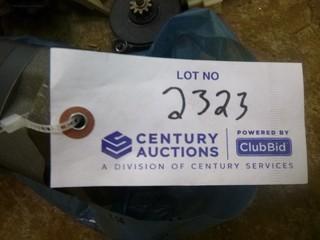 LOT NO
2323
CENTURY
AUCTIONS
POWERED BY
ClubBid
A DIVISION OF CENTURY SERVICES